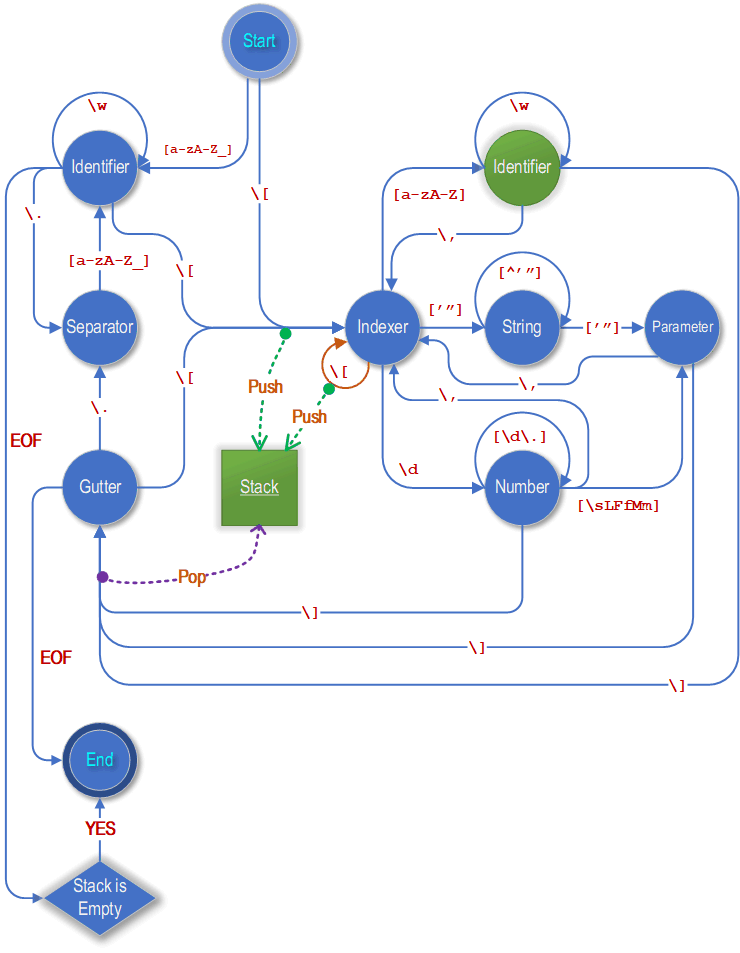 Start
\w
\w
[a-zA-Z_]
Identifier
Identifier
\[
[a-zA-Z]
\.
\,
[a-zA-Z_]
\[
[^’”]
Separator
Indexer
[’”]
String
[’”]
Parameter
\[
\[
Push
\,
\,
Push
\.
EOF
[\d\.]
\d
Gutter
Stack
Number
[\sLFfMm]
Pop
\]
\]
EOF
\]
End
YES
Stack is
Empty